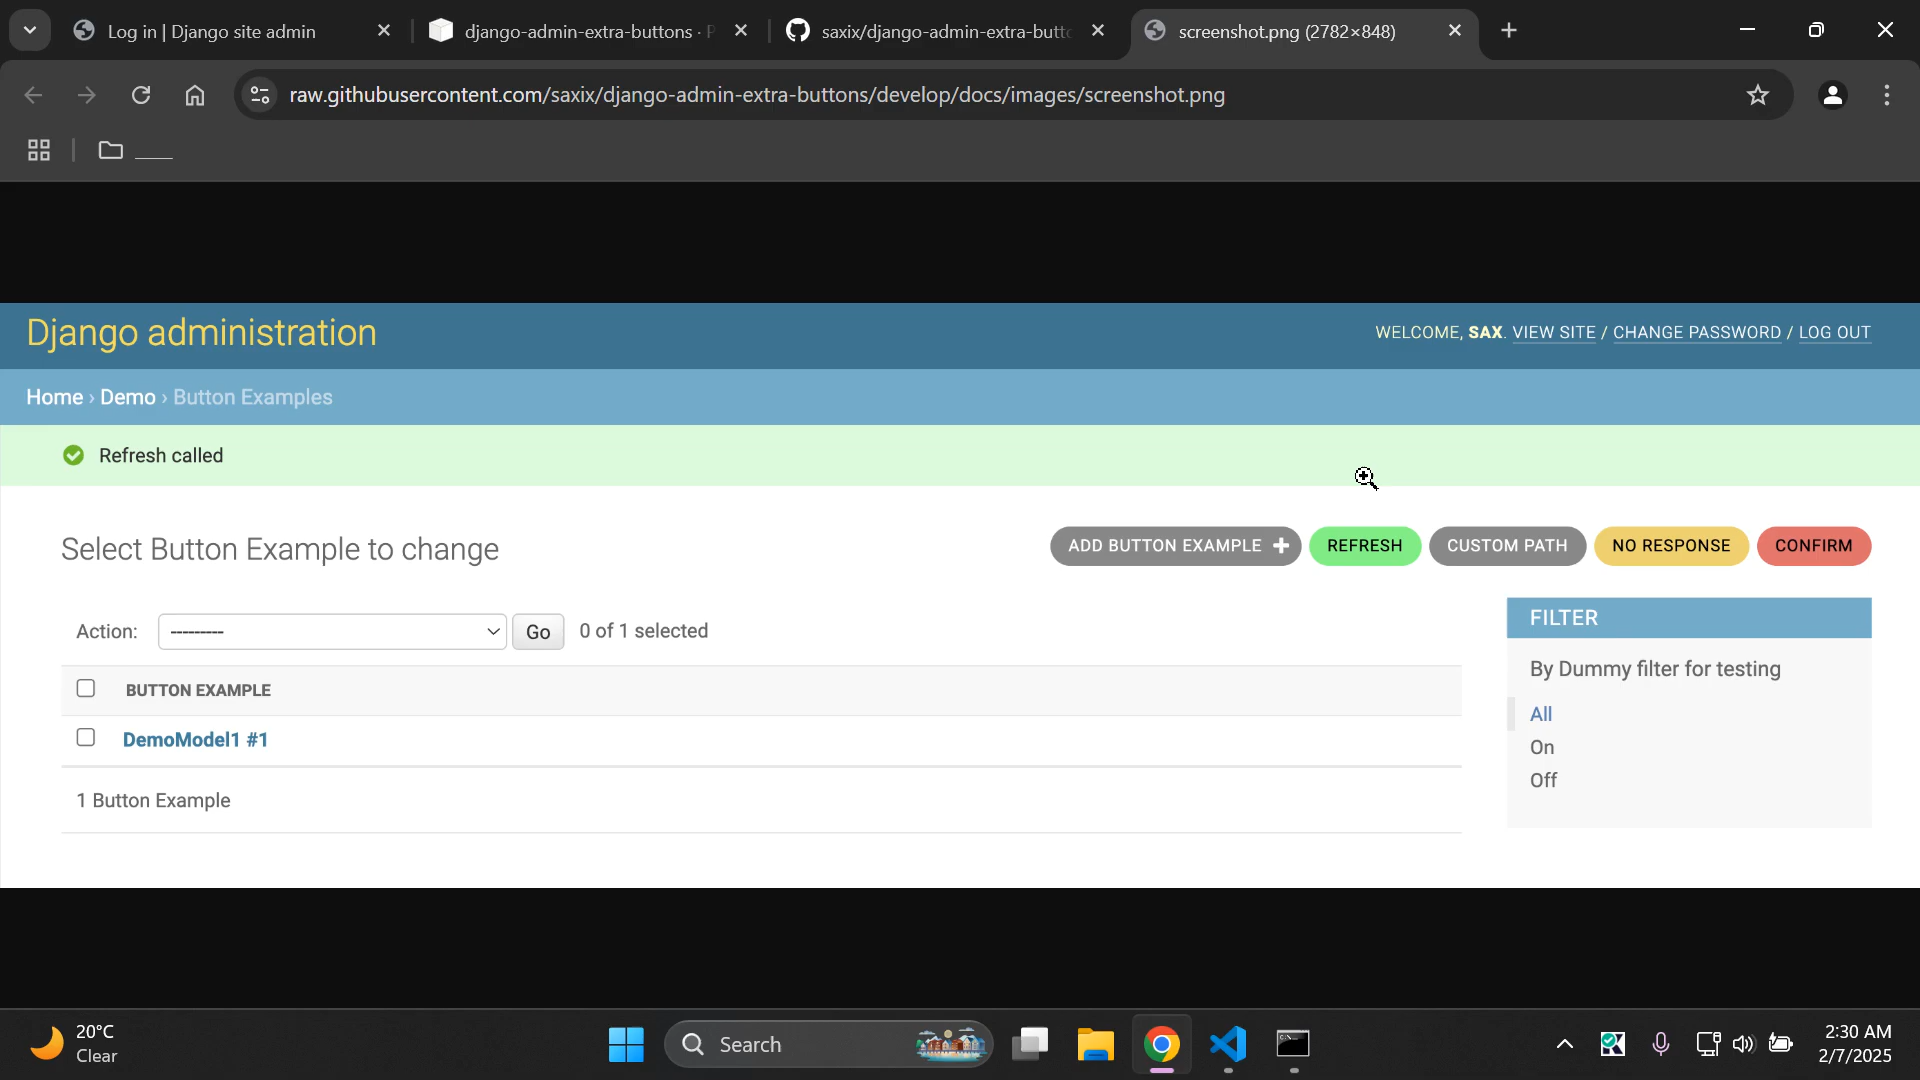 Log in | Django site admin
django-admin-extra-buttons ·
saxix/django-admin-extra-butt
screenshot.png (2782×848)
raw.githubusercontent.com/saxix/django-admin-extra-buttons/develop/docs/images/screenshot.png
Django administration
WELCOME, SAX. VIEW SITE / CHANGE PASSWORD / LOG OUT
Home › Demo › Button Examples
Refresh called
Select Button Example to change
ADD BUTTON EXAMPLE
REFRESH
CUSTOM PATH
NO RESPONSE
CONFIRM
Action: --------- Go 0 of 1 selected
FILTER
By Dummy filter for testing
All
On
Off
BUTTON EXAMPLE
DemoModel1 #1
1 Button Example
20°C
Clear
Search
2:30 AM
2/7/2025